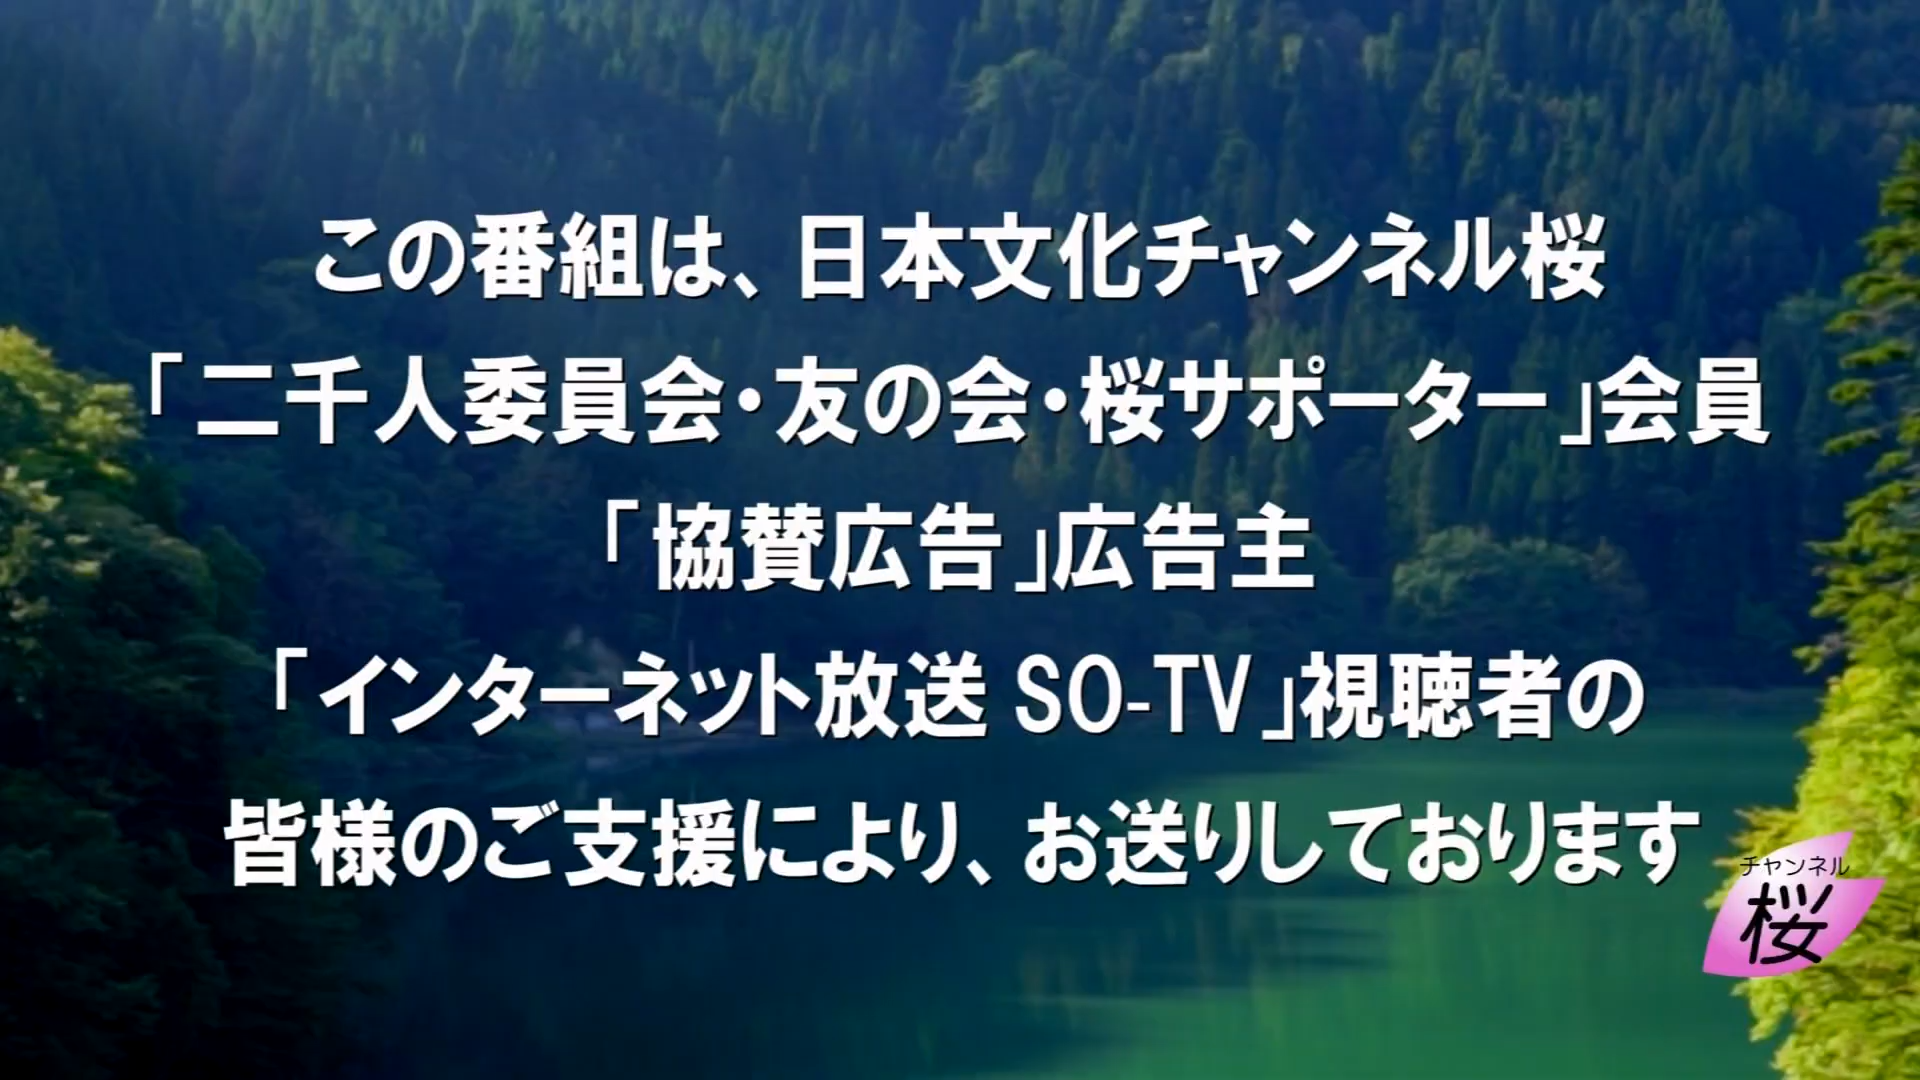 この番組は、日本文化チャンネル桜
「二千人委員会・友の会・桜サポーター」会員
「協賛広告」広告主
「インターネット放送 SO-TV」視聴者の
皆様のご支援により、お送りしております
チャンネル
桜